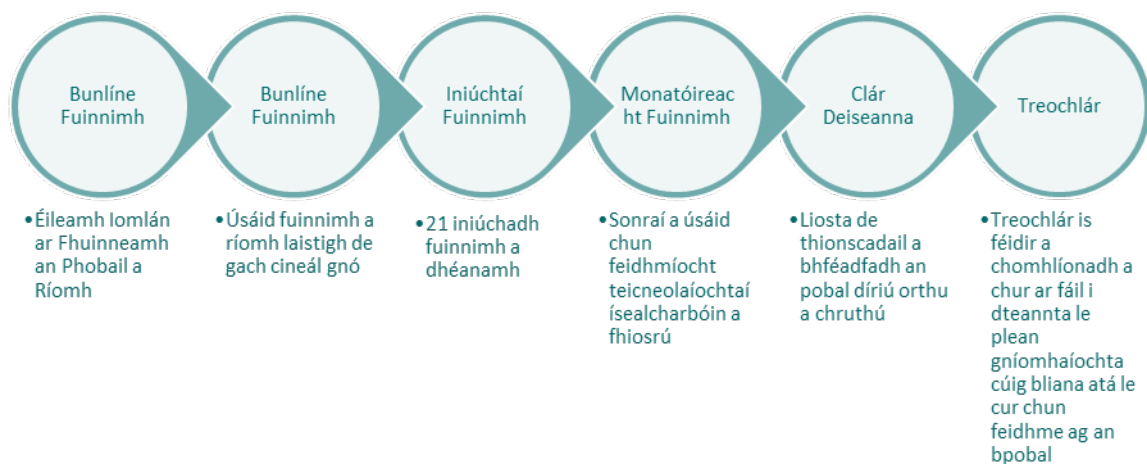 Bunlíne
Fuinnimh
Bunlíne
Fuinnimh
Iniúchtaí
Fuinnimh
Monatóireac
ht Fuinnimh
Clár
Deiseanna
Treochlár
•Éileamh Iomlán
ar Fhuinneamh
an Phobail a
Ríomh
•Úsáid fuinnimh a
ríomh laistigh de
gach cineál gnó
•21 iniúchadh
fuinnimh a
dhéanamh
•Sonraí a úsáid
chun
feidhmíocht
teicneolaíochtaí
ísealcharbóin a
fhiosrú
•Liosta de
thionscadail a
bhféadfadh an
pobal díriú orthu
a chruthú
•Treochlár is
féidir a
chomhlíonadh a
chur ar fáil i
dteannta le
plean
gníomhaíochta
cúig bliana atá le
cur chun
feidhme ag an
bpobal